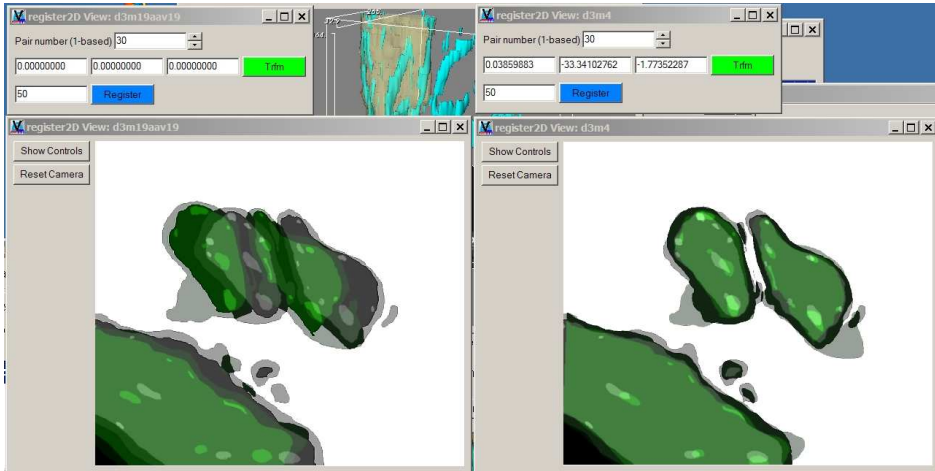 register2D View: d3m19aav19
Pair number (1-based) 30
0.00000000 0.00000000 0.00000000 Trfm
50 Register
register2D View: d3m4
Pair number (1-based) 30
0.03859883 -33.34102762 -1.77352287 Trfm
50 Register
register2D View: d3m19aav19
Show Controls
Reset Camera
register2D View: d3m4
Show Controls
Reset Camera